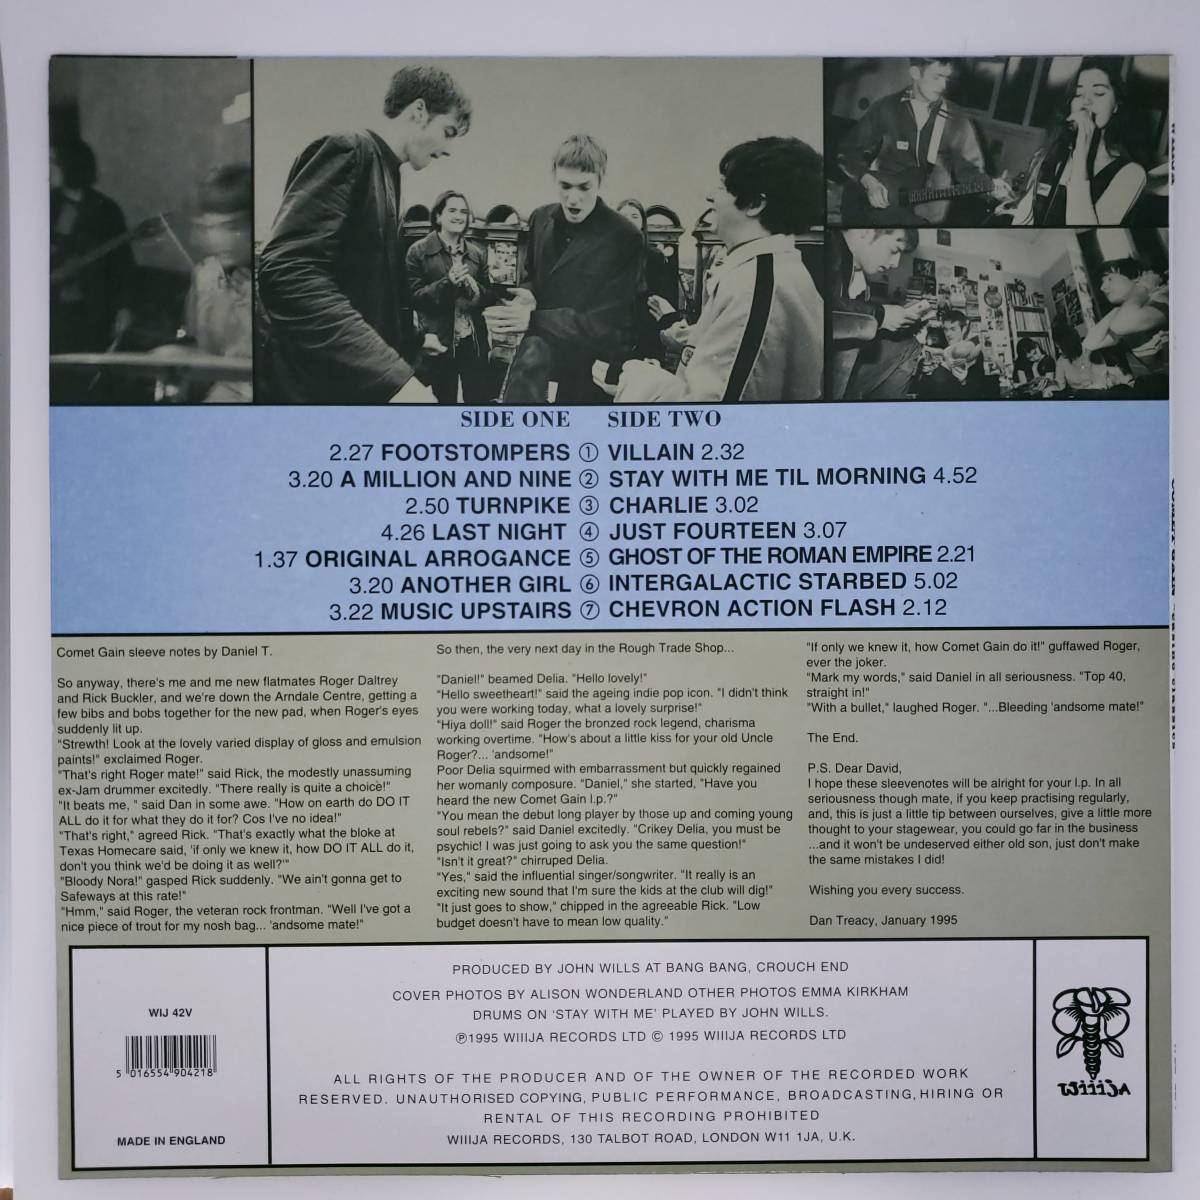 SIDE ONE SIDE TWO
2.27 FOOTSTOMPERS ① VILLAIN 2.32
3.20 A MILLION AND NINE ② STAY WITH ME TIL MORNING 4.52
2.50 TURNPIKE ③ CHARLIE 3.02
4.26 LAST NIGHT ④ JUST FOURTEEN 3.07
1.37 ORIGINAL ARROGANCE ⑤ GHOST OF THE ROMAN EMPIRE 2.21
3.20 ANOTHER GIRL ⑥ INTERGALACTIC STARBED 5.02
3.22 MUSIC UPSTAIRS ⑦ CHEVRON ACTION FLASH 2.12
Comet Gain sleeve notes by Daniel T.
So anyway, there's me and me new flatmates Roger Daltrey
and Rick Buckler, and we're down the Arndale Centre, getting a
few bibs and bobs together for the new pad, when Roger's eyes
suddenly lit up.
"Strewth! Look at the lovely varied display of gloss and emulsion
paints!" exclaimed Roger.
"That's right Roger mate!" said Rick, the modestly unassuming
ex-Jam drummer excitedly. "There really is quite a choice!"
"It beats me, " said Dan in some awe. "How on earth do DO IT
ALL do it for what they do it for? Cos I've no idea!"
"That's right," agreed Rick. "That's exactly what the bloke at
Texas Homecare said, 'if only we knew it, how DO IT ALL do it,
don't you think we'd be doing it as well?'"
"Bloody Nora!" gasped Rick suddenly. "We ain't gonna get to
Safeways at this rate!"
"Hmm," said Roger, the veteran rock frontman. "Well I've got a
nice piece of trout for my nosh bag... 'andsome mate!"
So then, the very next day in the Rough Trade Shop...
"Daniel!" beamed Delia. "Hello lovely!"
"Hello sweetheart!" said the ageing indie pop icon. "I didn't think
you were working today, what a lovely surprise!"
"Hiya doll!" said Roger the bronzed rock legend, charisma
working overtime. "How's about a little kiss for your old Uncle
Roger?... 'andsome!"
Poor Delia squirmed with embarrassment but quickly regained
her womanly composure. "Daniel," she started, "Have you
heard the new Comet Gain l.p.?"
"You mean the debut long player by those up and coming young
soul rebels?" said Daniel excitedly. "Crikey Delia, you must be
psychic! I was just going to ask you the same question!"
"Isn't it great?" chirruped Delia.
"Yes," said the influential singer/songwriter. "It really is an
exciting new sound that I'm sure the kids at the club will dig!"
"It just goes to show," chipped in the agreeable Rick. "Low
budget doesn't have to mean low quality."
"If only we knew it, how Comet Gain do it!" guffawed Roger,
ever the joker.
"Mark my words," said Daniel in all seriousness. "Top 40,
straight in!"
"With a bullet," laughed Roger. "...Bleeding 'andsome mate!"
The End.
P.S. Dear David,
I hope these sleevenotes will be alright for your l.p. In all
seriousness though mate, if you keep practising regularly,
and, this is just a little tip between ourselves, give a little more
thought to your stagewear, you could go far in the business
...and it won't be undeserved either old son, just don't make
the same mistakes I did!
Wishing you every success.
Dan Treacy, January 1995
WIJ 42V
5 016554 904218
MADE IN ENGLAND
PRODUCED BY JOHN WILLS AT BANG BANG, CROUCH END
COVER PHOTOS BY ALISON WONDERLAND OTHER PHOTOS EMMA KIRKHAM
DRUMS ON 'STAY WITH ME' PLAYED BY JOHN WILLS.
℗1995 WIIIJA RECORDS LTD © 1995 WIIIJA RECORDS LTD
ALL RIGHTS OF THE PRODUCER AND OF THE OWNER OF THE RECORDED WORK
RESERVED. UNAUTHORISED COPYING, PUBLIC PERFORMANCE, BROADCASTING, HIRING OR
RENTAL OF THIS RECORDING PROHIBITED
WIIIJA RECORDS, 130 TALBOT ROAD, LONDON W11 1JA, U.K.
WiiijA